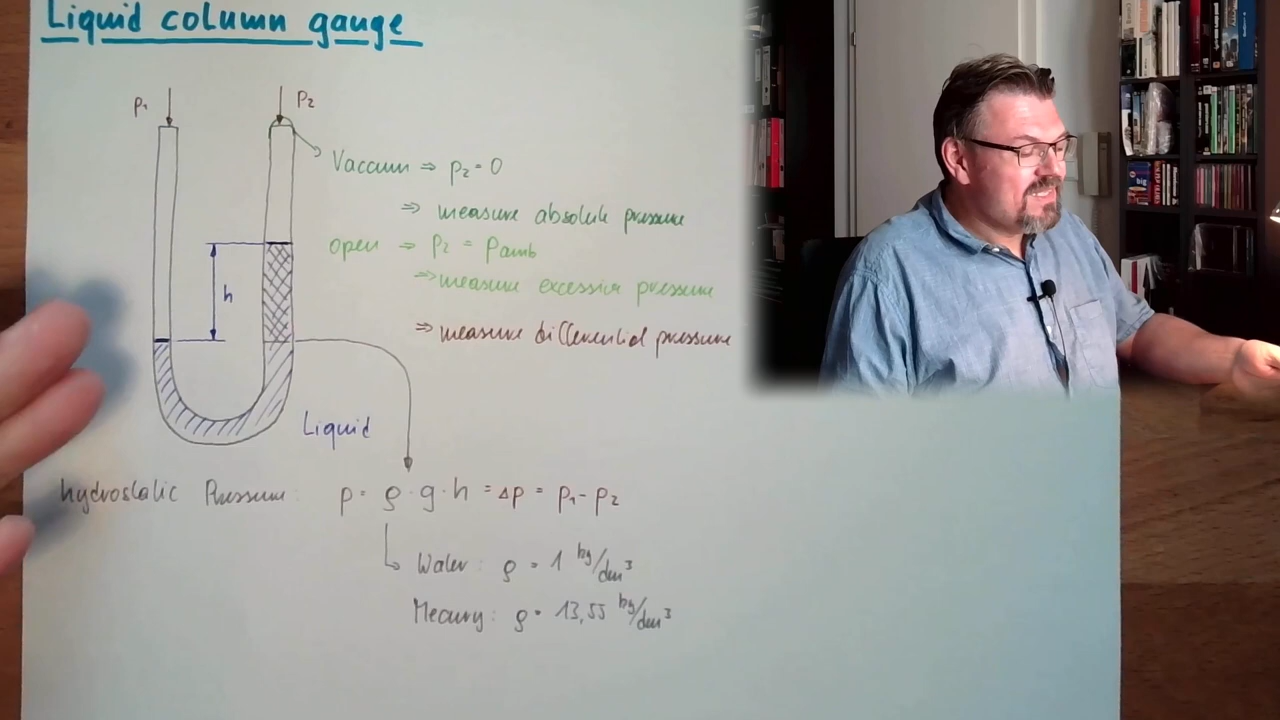 Liquid column gauge
p₁
p₂
Vaccum ⇒ p₂ = 0
⇒ measure absolute pressure
open ⇒ p₂ = pamb
⇒ measure excessive pressure
h
⇒ measure differential pressure
Liquid
hydrostatic Pressure: p = ρ · g · h = Δp = p₁ - p₂
Water: ρ = 1 kg/dm³
Mecury: ρ = 13,55 kg/dm³
big